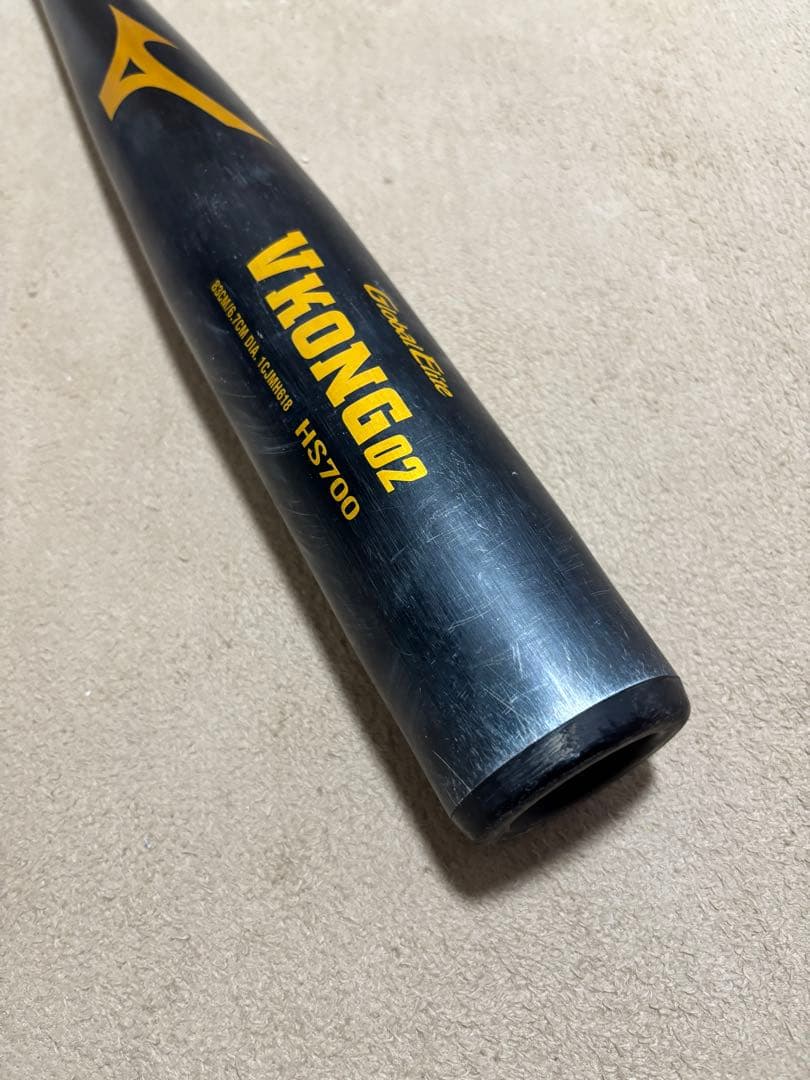 Global Elite
VKONG02
83CM/6.7CM DIA. 1CJMH618
HS700